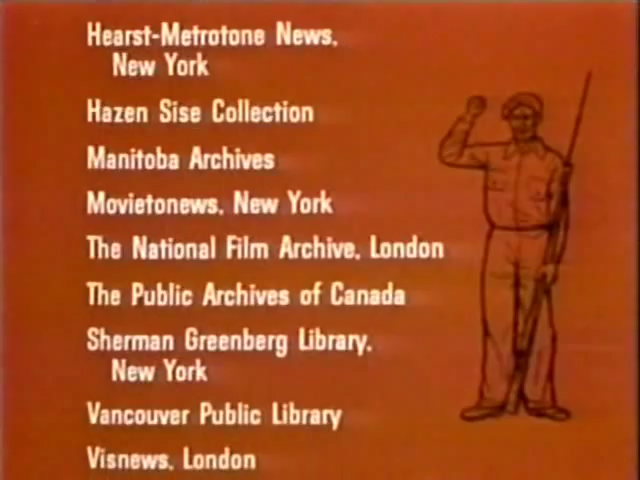 Hearst-Metrotone News,
New York
Hazen Sise Collection
Manitoba Archives
Movietonews, New York
The National Film Archive, London
The Public Archives of Canada
Sherman Greenberg Library,
New York
Vancouver Public Library
Visnews, London